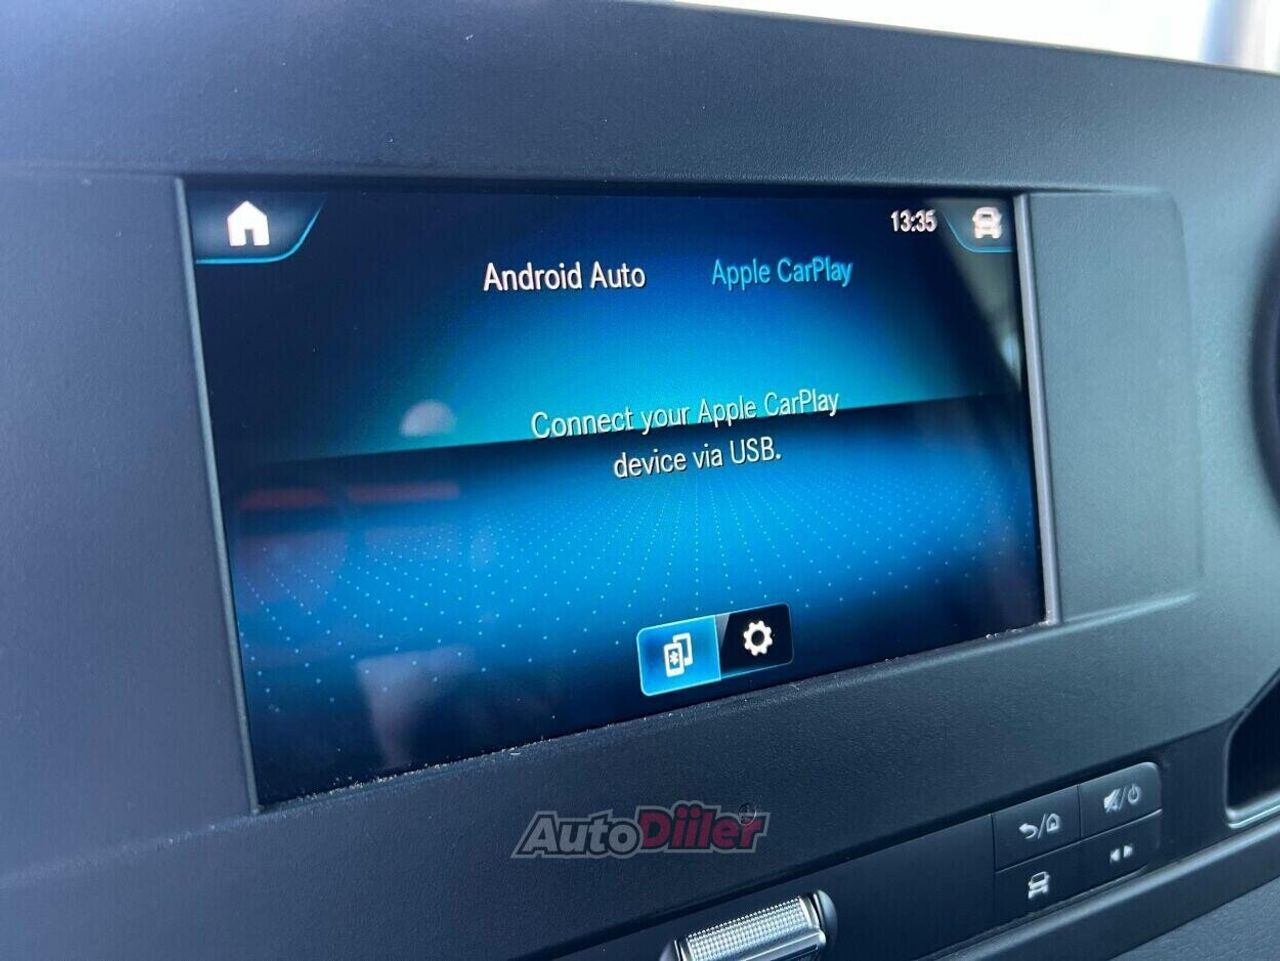 13:35
Android Auto
Apple CarPlay
Connect your Apple CarPlay
device via USB.
AutoDiiler